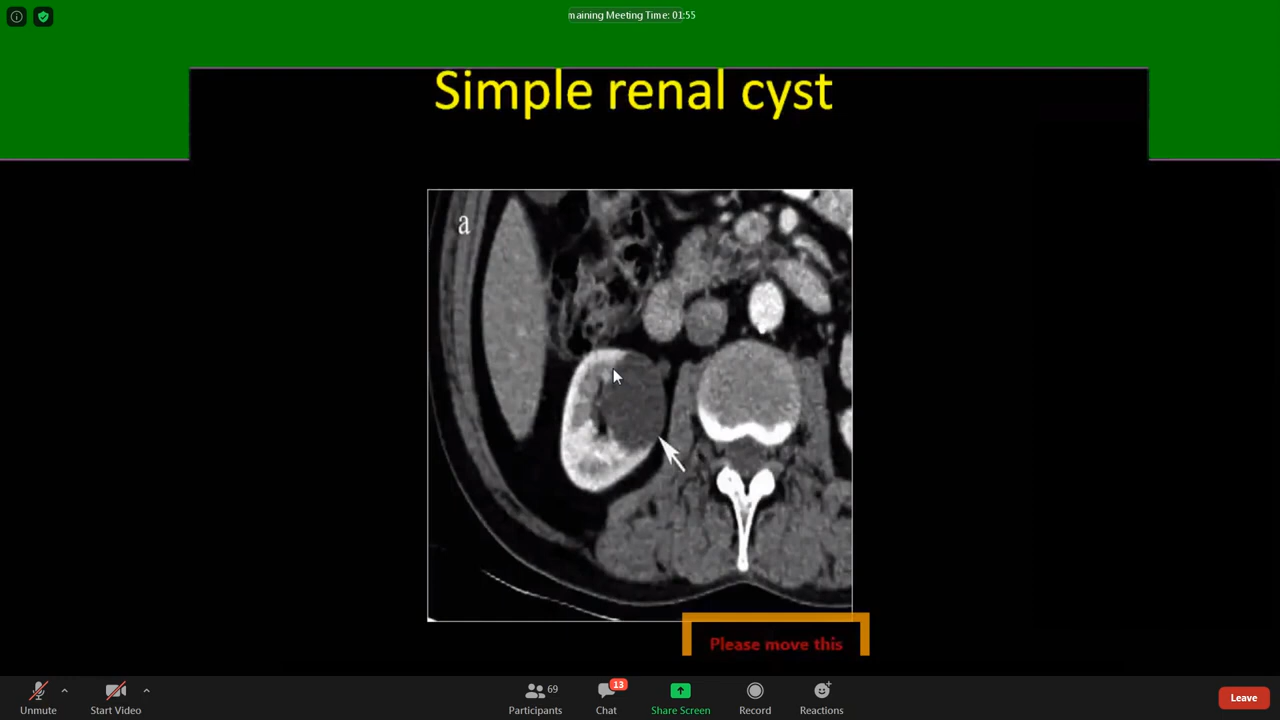 maining Meeting Time: 01:55
Simple renal cyst
a
Please move this
69
13
Unmute
Start Video
Participants
Chat
Share Screen
Record
Reactions
Leave